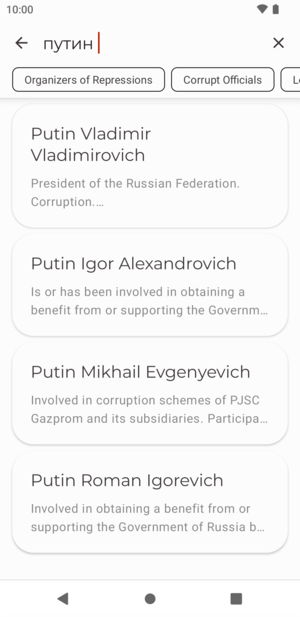 10:00
путин
Organizers of Repressions
Corrupt Officials
Putin Vladimir
Vladimirovich
President of the Russian Federation.
Corruption.…
Putin Igor Alexandrovich
Is or has been involved in obtaining a
benefit from or supporting the Governm…
Putin Mikhail Evgenyevich
Involved in corruption schemes of PJSC
Gazprom and its subsidiaries. Participa…
Putin Roman Igorevich
Involved in obtaining a benefit from or
supporting the Government of Russia b…